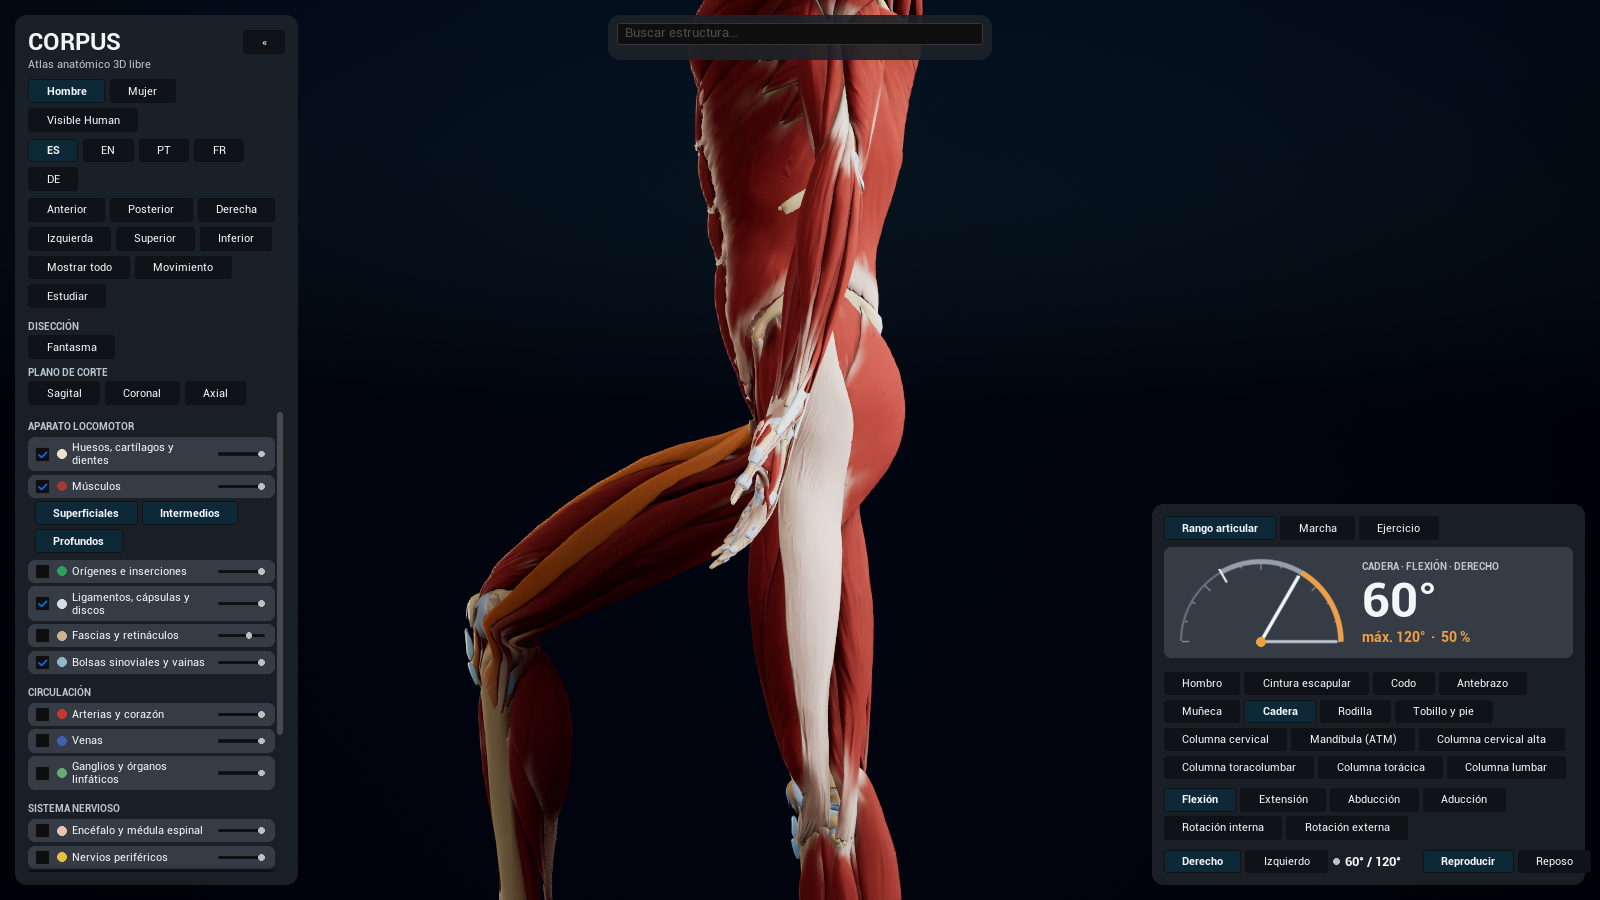 CORPUS
«
Atlas anatómico 3D libre
Hombre
Mujer
Visible Human
ES
EN
PT
FR
DE
Anterior
Posterior
Derecha
Izquierda
Superior
Inferior
Mostrar todo
Movimiento
Estudiar
DISECCIÓN
Fantasma
PLANO DE CORTE
Sagital
Coronal
Axial
APARATO LOCOMOTOR
Huesos, cartílagos y
dientes
Músculos
Superficiales
Intermedios
Profundos
Orígenes e inserciones
Ligamentos, cápsulas y
discos
Fascias y retináculos
Bolsas sinoviales y vainas
CIRCULACIÓN
Arterias y corazón
Venas
Ganglios y órganos
linfáticos
SISTEMA NERVIOSO
Encéfalo y médula espinal
Nervios periféricos
Buscar estructura...
Rango articular
Marcha
Ejercicio
CADERA · FLEXIÓN · DERECHO
60°
máx. 120° · 50 %
Hombro
Cintura escapular
Codo
Antebrazo
Muñeca
Cadera
Rodilla
Tobillo y pie
Columna cervical
Mandíbula (ATM)
Columna cervical alta
Columna toracolumbar
Columna torácica
Columna lumbar
Flexión
Extensión
Abducción
Aducción
Rotación interna
Rotación externa
Derecho
Izquierdo
60° / 120°
Reproducir
Reposo